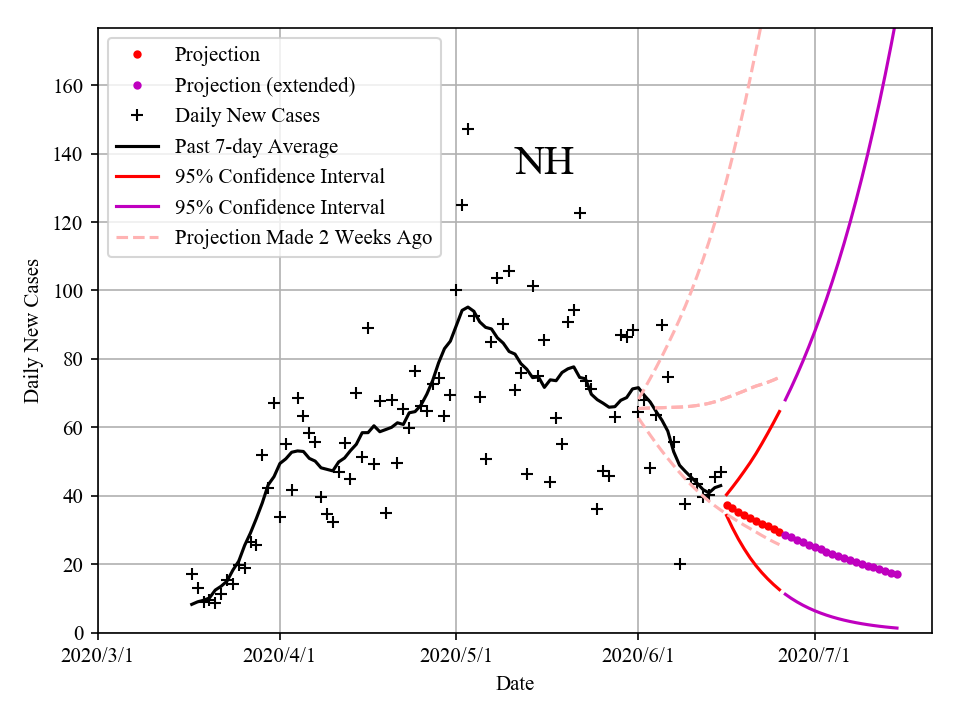 Projection
Projection (extended)
Daily New Cases
Past 7-day Average
95% Confidence Interval
95% Confidence Interval
Projection Made 2 Weeks Ago
NH
Daily New Cases
160
140
120
100
80
60
40
20
0
2020/3/1 2020/4/1 2020/5/1 2020/6/1 2020/7/1
Date